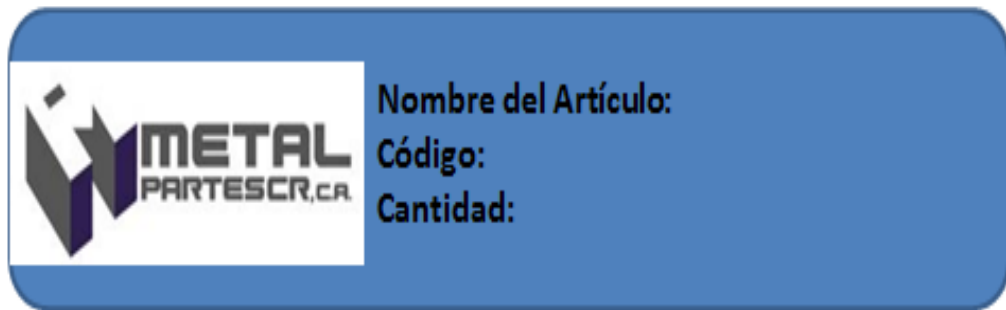 METAL
PARTESCR,C.A.
Nombre del Artículo:
Código:
Cantidad: